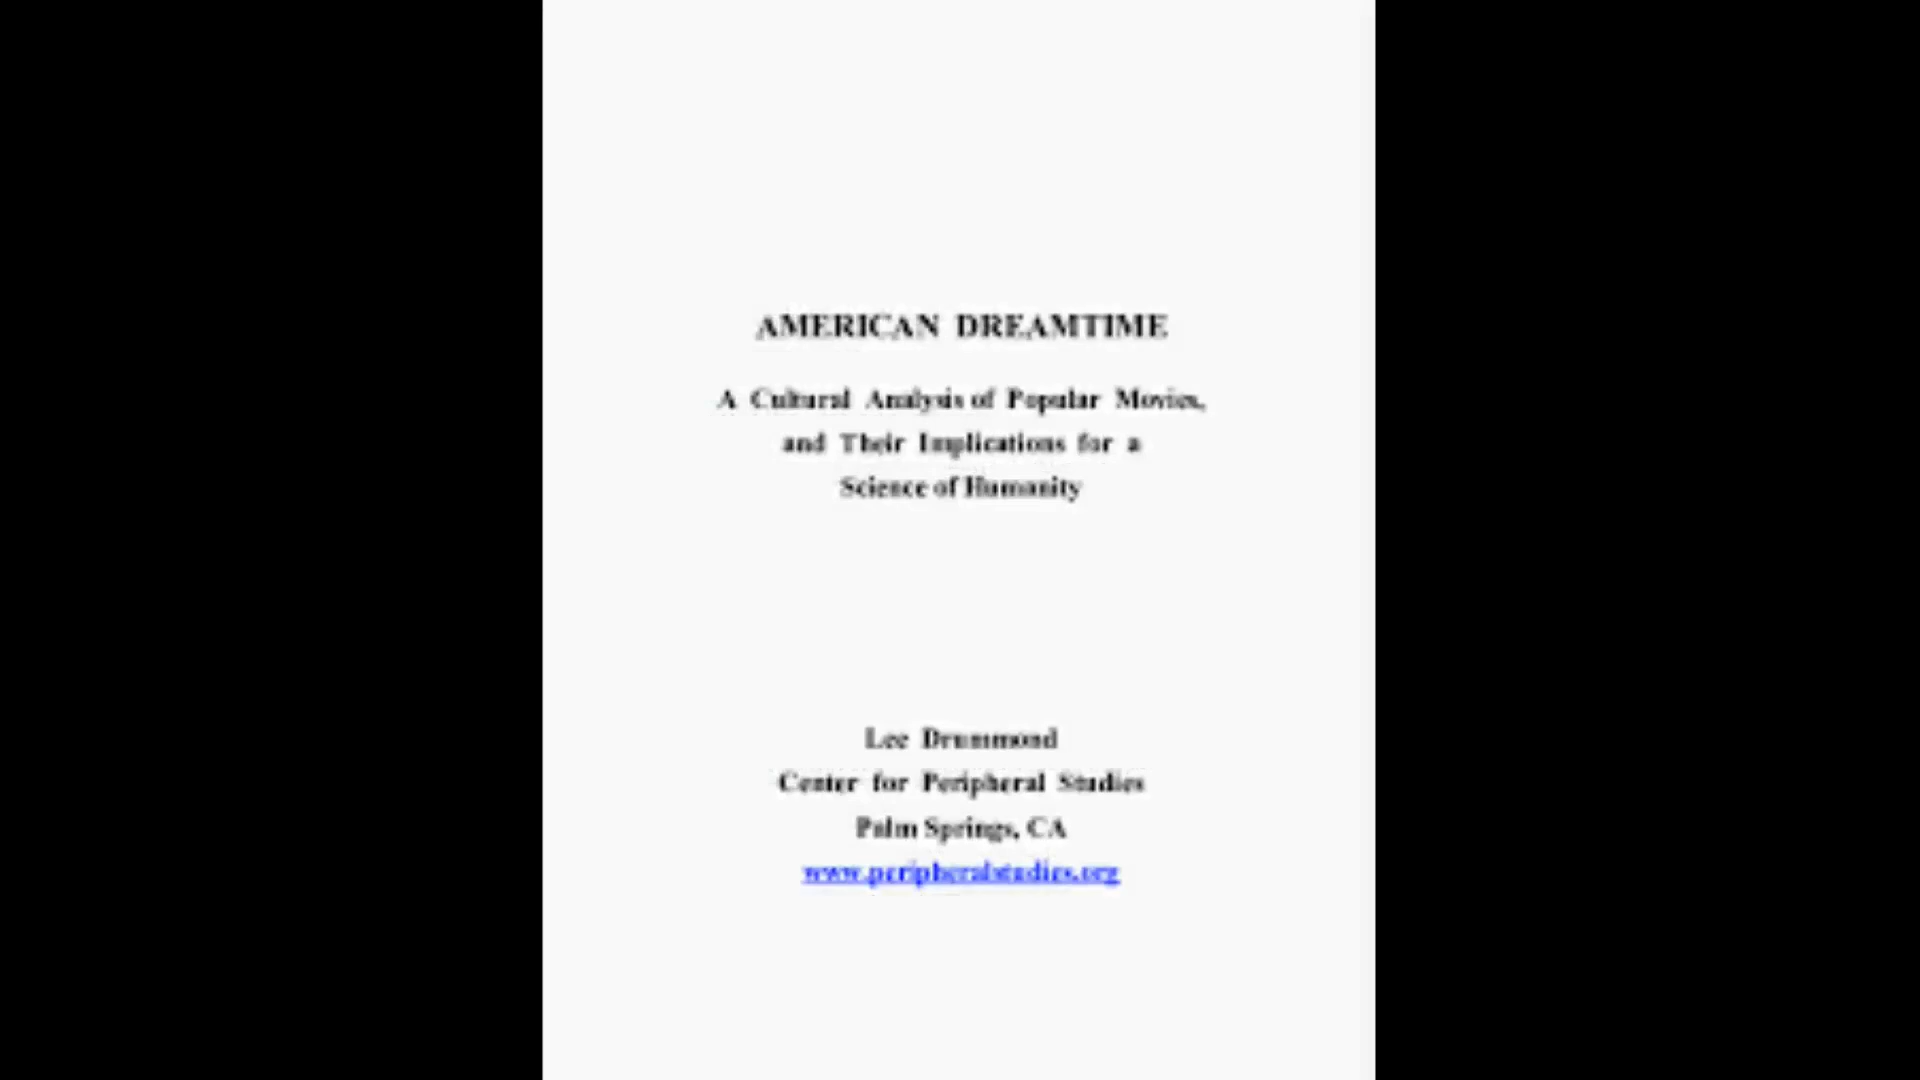 AMERICAN DREAMTIME
A Cultural Analysis of Popular Movies,
and Their Implications for a
Science of Humanity
Lee Drummond
Center for Peripheral Studies
Palm Springs, CA
www.peripheralstudies.org